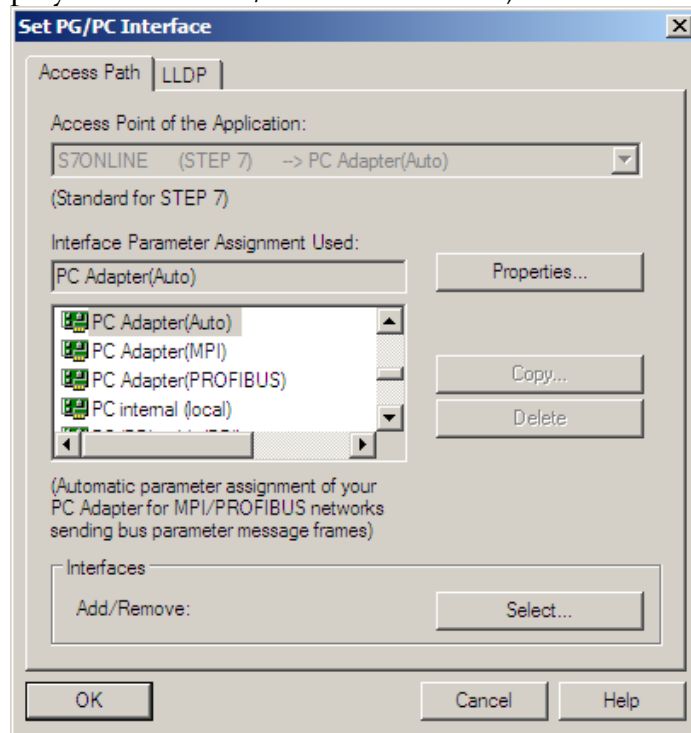 Set PG/PC Interface
Access Path
LLDP
Access Point of the Application:
S7ONLINE (STEP 7) --> PC Adapter(Auto)
(Standard for STEP 7)
Interface Parameter Assignment Used:
PC Adapter(Auto)
Properties...
PC Adapter(Auto)
PC Adapter(MPI)
PC Adapter(PROFIBUS)
PC internal (local)
Copy...
Delete
(Automatic parameter assignment of your
PC Adapter for MPI/PROFIBUS networks
sending bus parameter message frames)
Interfaces
Add/Remove:
Select...
OK
Cancel
Help